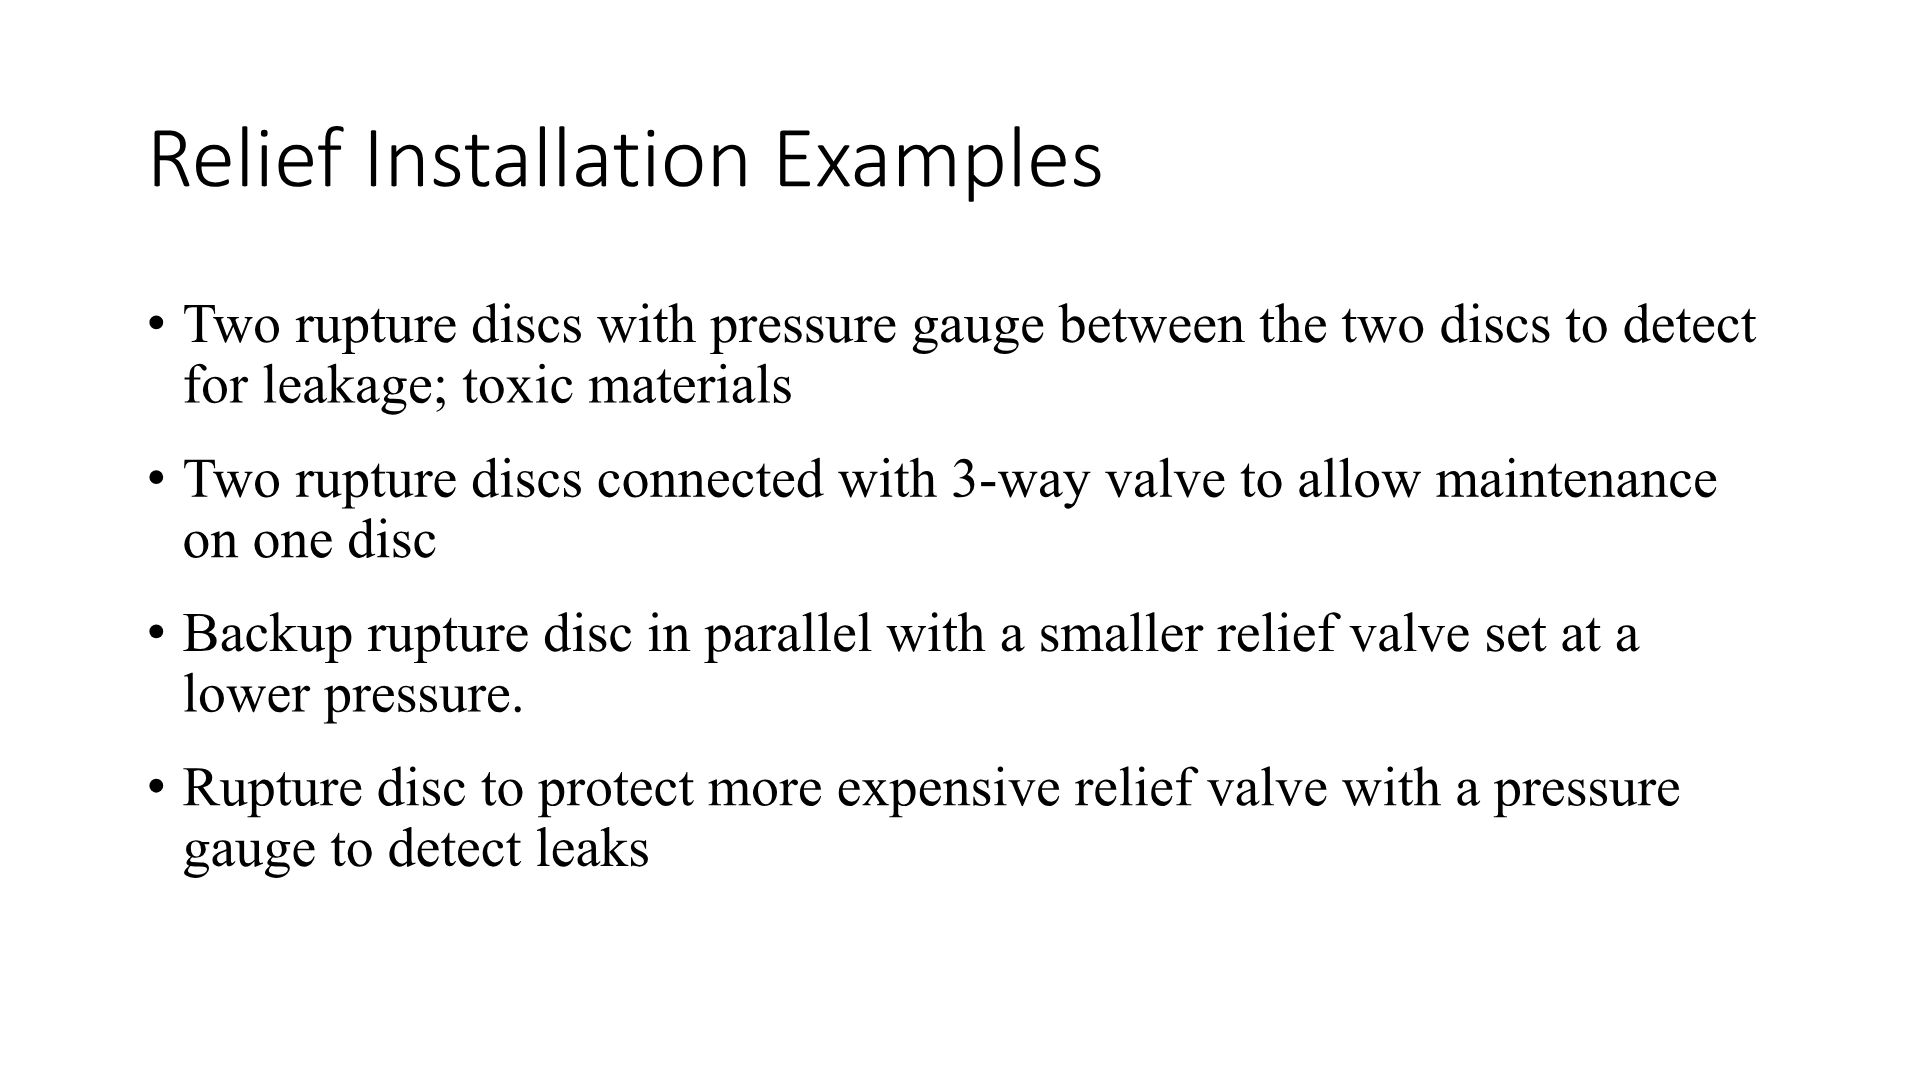 Relief Installation Examples
• Two rupture discs with pressure gauge between the two discs to detect
for leakage; toxic materials
• Two rupture discs connected with 3-way valve to allow maintenance
on one disc
• Backup rupture disc in parallel with a smaller relief valve set at a
lower pressure.
• Rupture disc to protect more expensive relief valve with a pressure
gauge to detect leaks